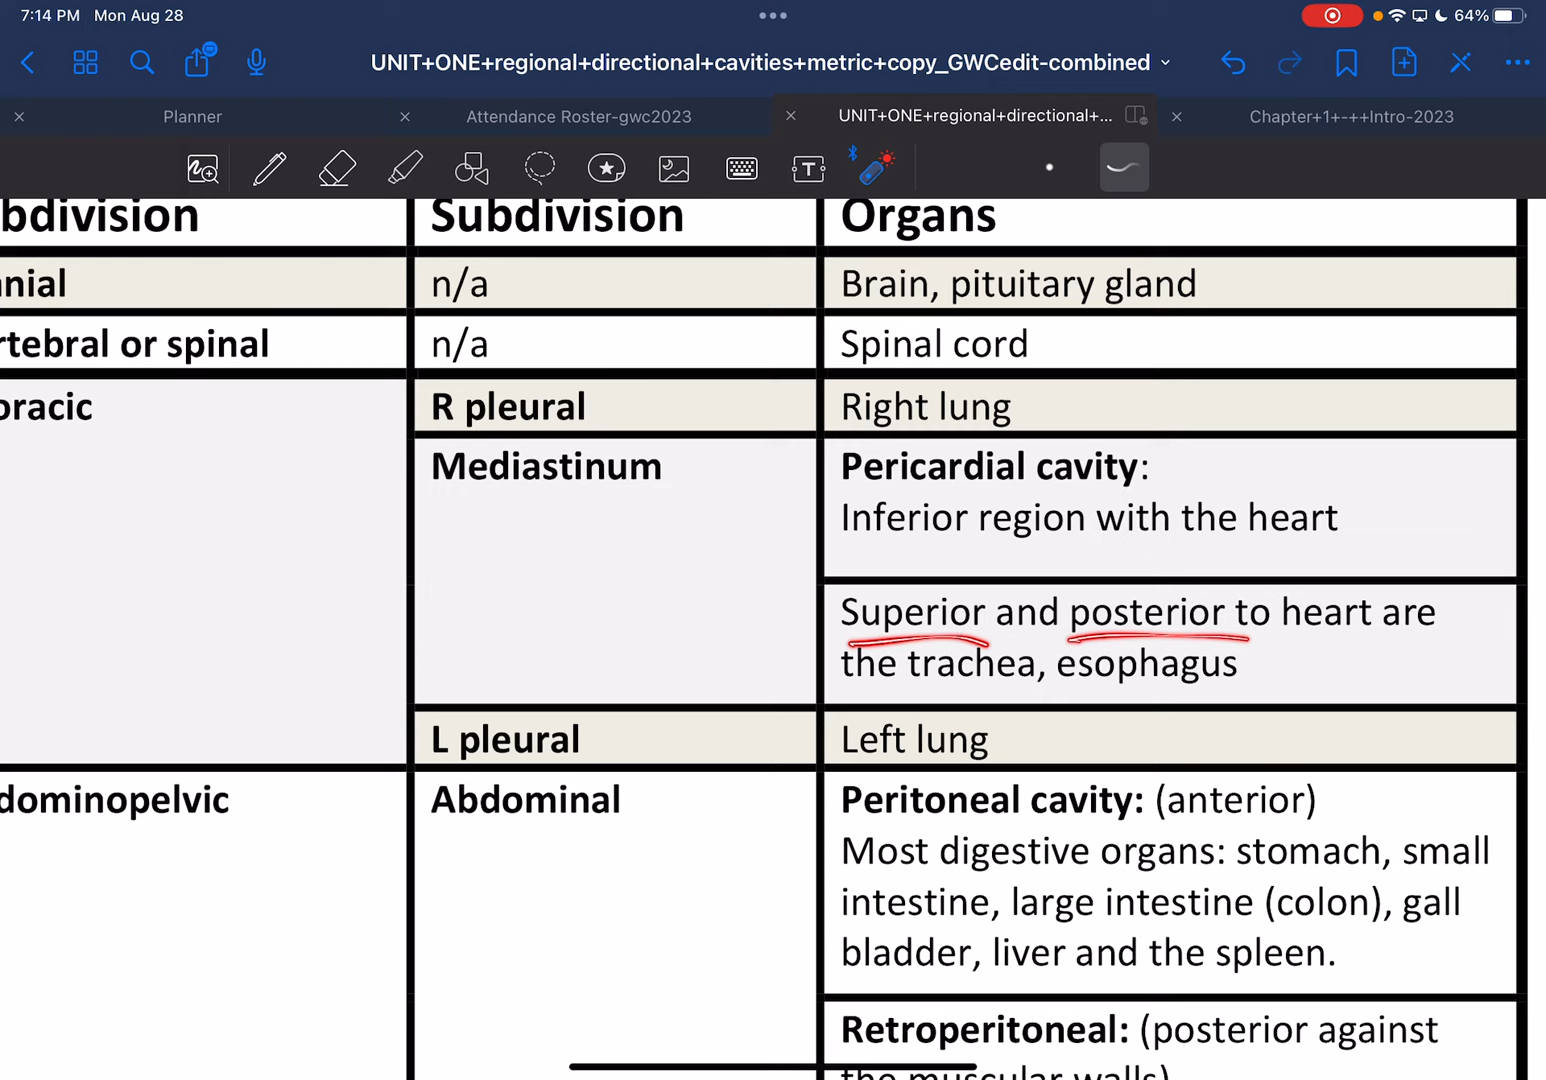 7:14 PM Mon Aug 28
64%
UNIT+ONE+regional+directional+cavities+metric+copy_GWCedit-combined
Planner
Attendance Roster-gwc2023
UNIT+ONE+regional+directional+...
Chapter+1+-++Intro-2023
bdivision
Subdivision
Organs
nial
n/a
Brain, pituitary gland
rtebral or spinal
n/a
Spinal cord
oracic
R pleural
Right lung
Mediastinum
Pericardial cavity:
Inferior region with the heart
Superior and posterior to heart are
the trachea, esophagus
L pleural
Left lung
dominopelvic
Abdominal
Peritoneal cavity: (anterior)
Most digestive organs: stomach, small
intestine, large intestine (colon), gall
bladder, liver and the spleen.
Retroperitoneal: (posterior against
the muscular walls)